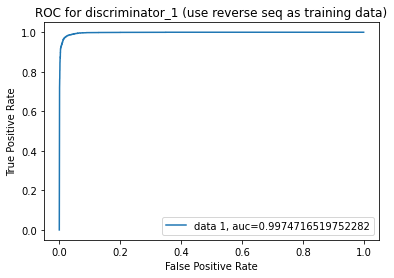 ROC for discriminator_1 (use reverse seq as training data)
True Positive Rate
1.0
0.8
0.6
0.4
0.2
0.0
data 1, auc=0.9974716519752282
0.0 0.2 0.4 0.6 0.8 1.0
False Positive Rate